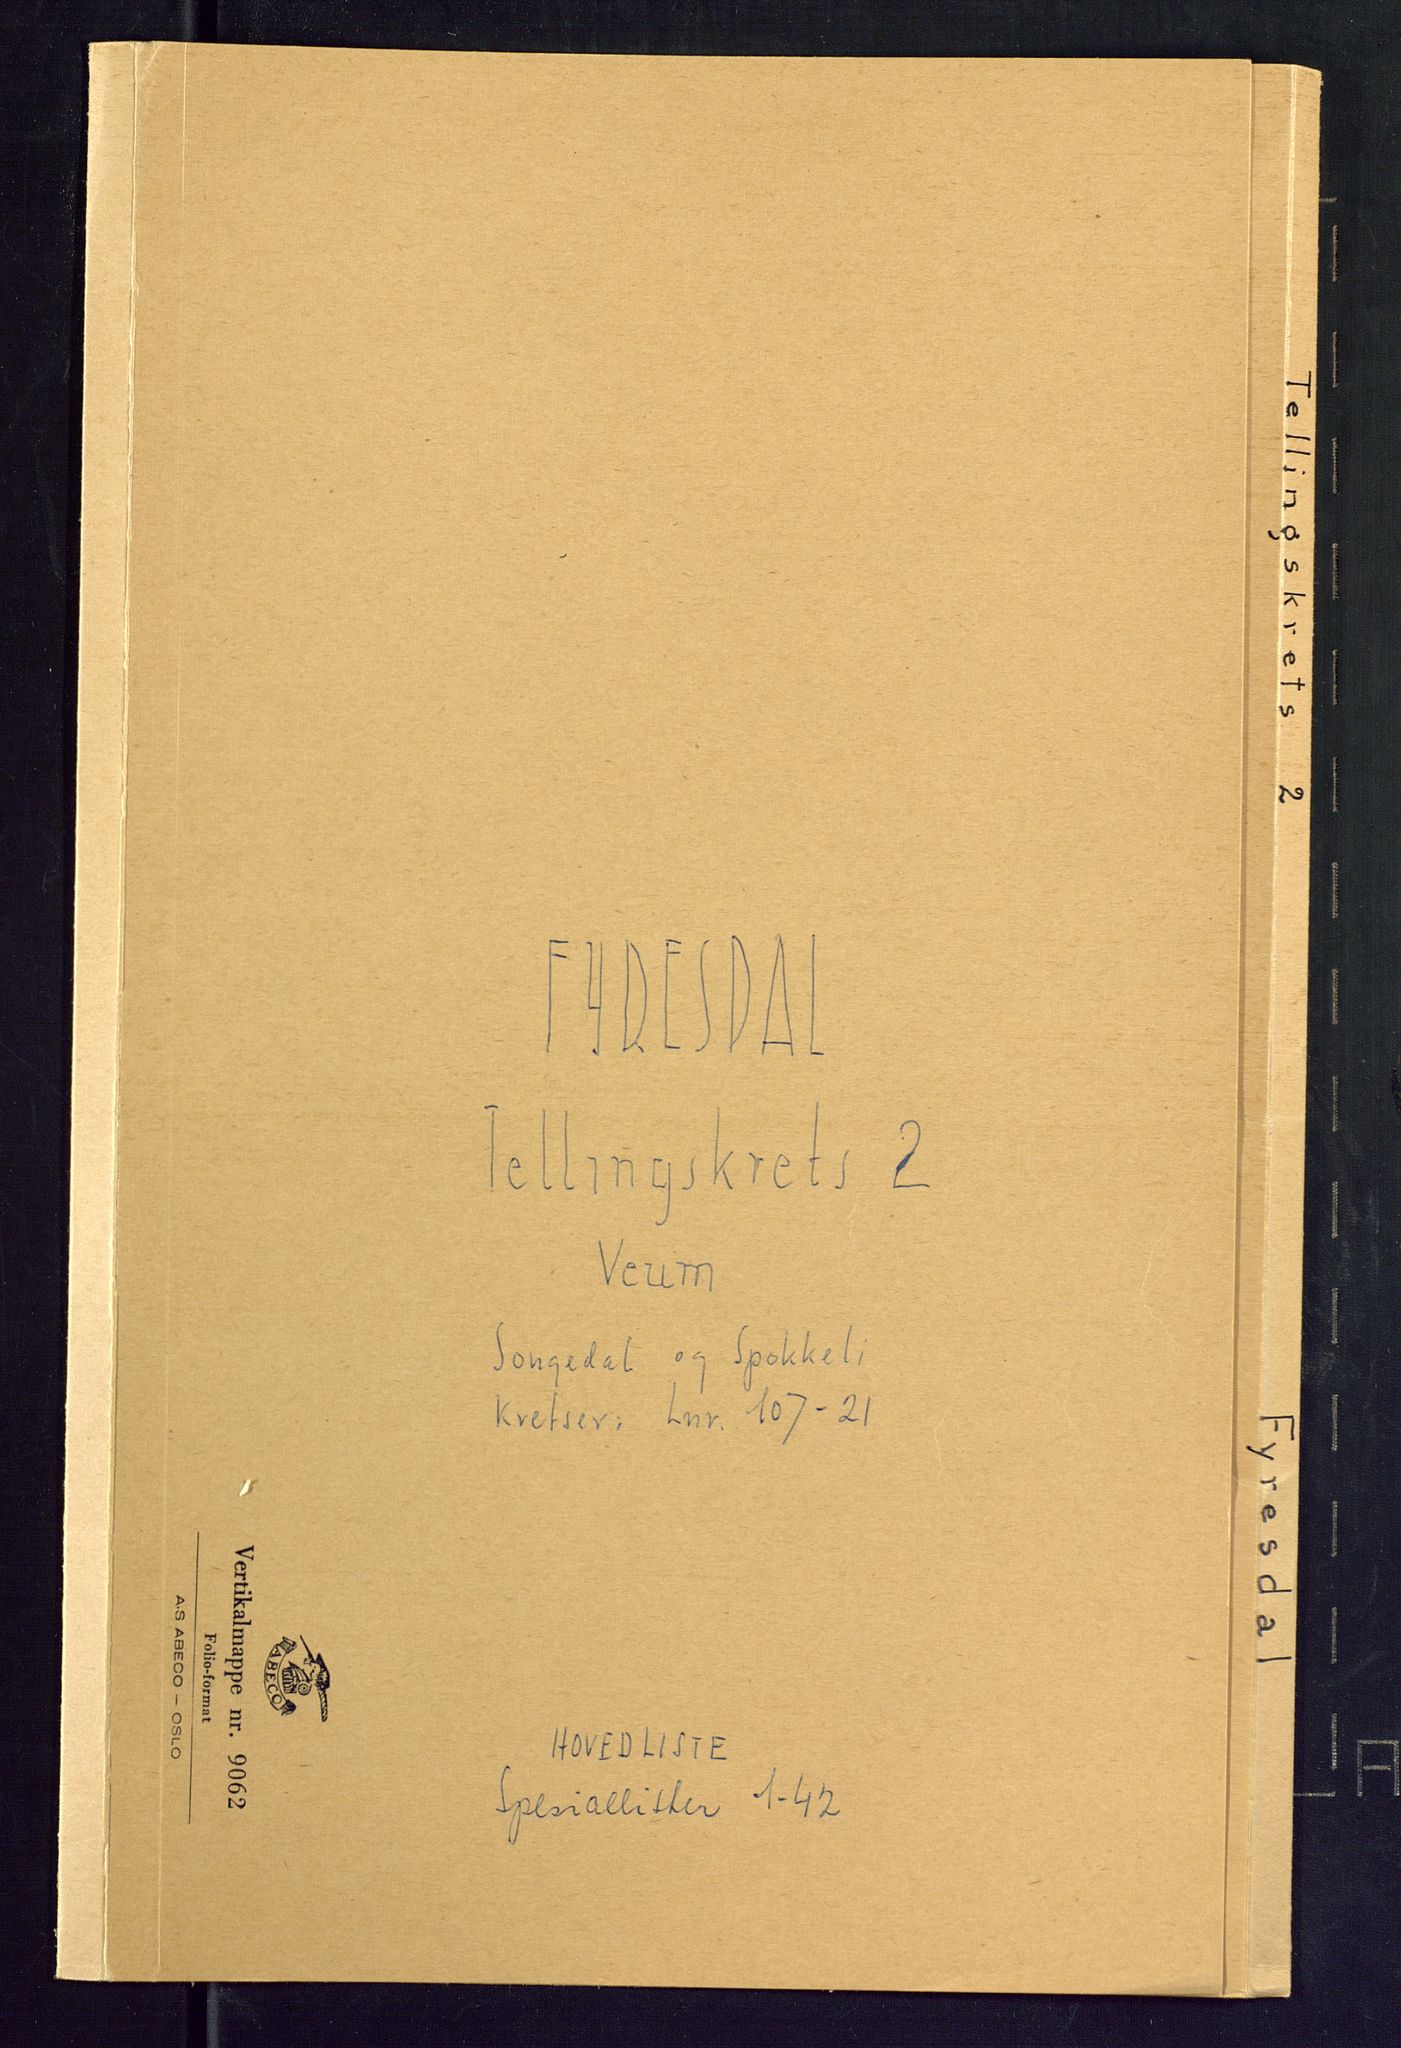 FYRESDAL
Tellingskrets 2
Veum
Songedal og Spokkeli
Kretser: Lnr. 107-21
HOVEDLISTE
Spesiallister 1-42
Tellingskrets 2
Fyresdal
ABECO
Vertikalmappe nr. 9062
Folio-format
A.S ABECO – OSLO
A